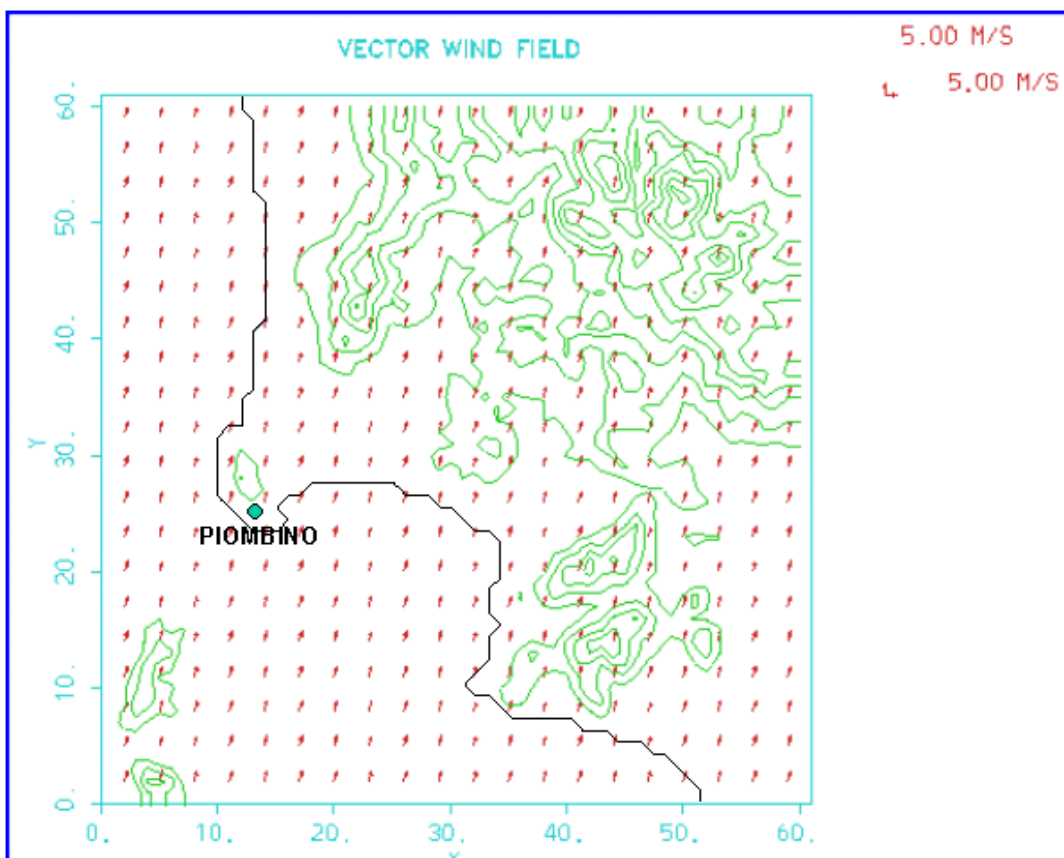 5.00 M/S
VECTOR WIND FIELD
5.00 M/S
60.
50.
40.
Y
30.
PIOMBINO
20.
10.
0.
0. 10. 20. 30. 40. 50. 60.
X